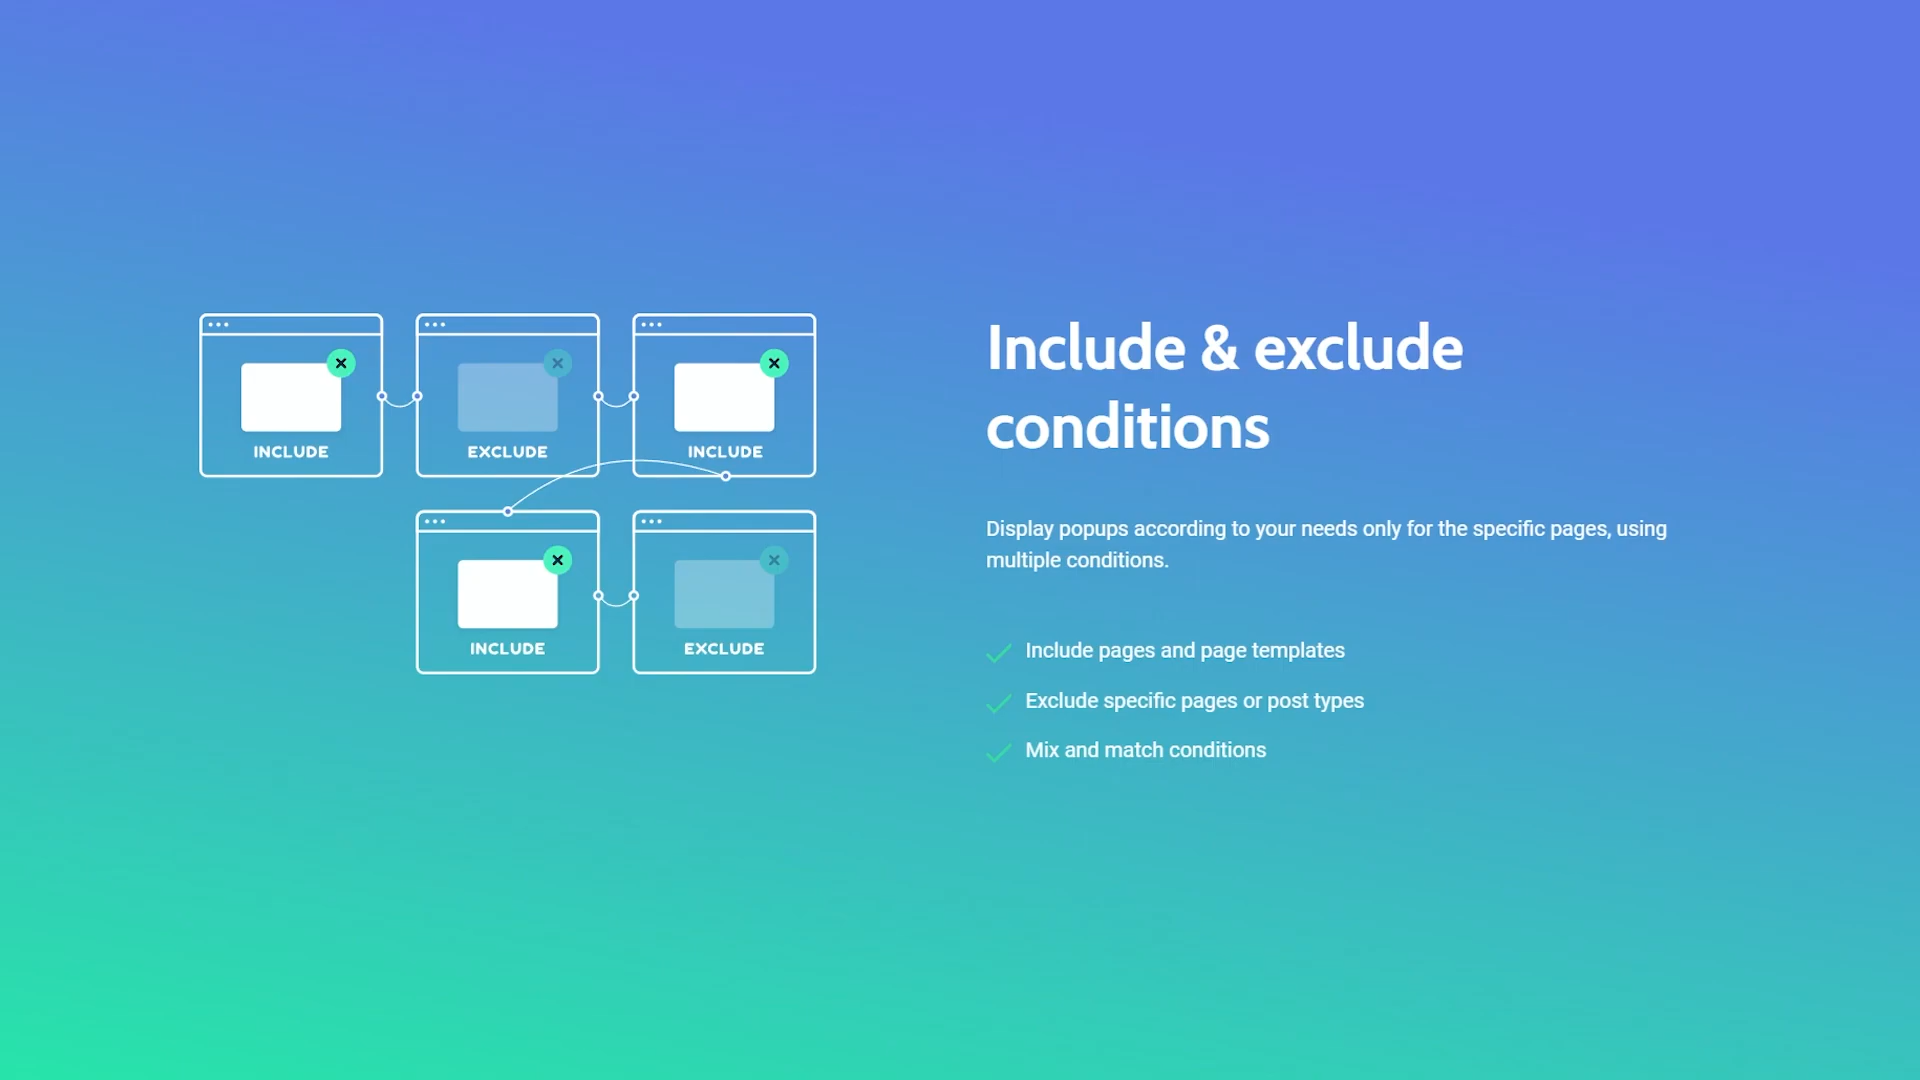 INCLUDE
EXCLUDE
INCLUDE
INCLUDE
EXCLUDE
Include & exclude
conditions
Display popups according to your needs only for the specific pages, using
multiple conditions.
Include pages and page templates
Exclude specific pages or post types
Mix and match conditions